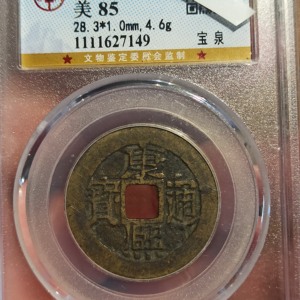 美 85
28.3*1.0mm, 4.6g
1111627149
宝泉
★文物鉴定委员会监制★
康熙通寶